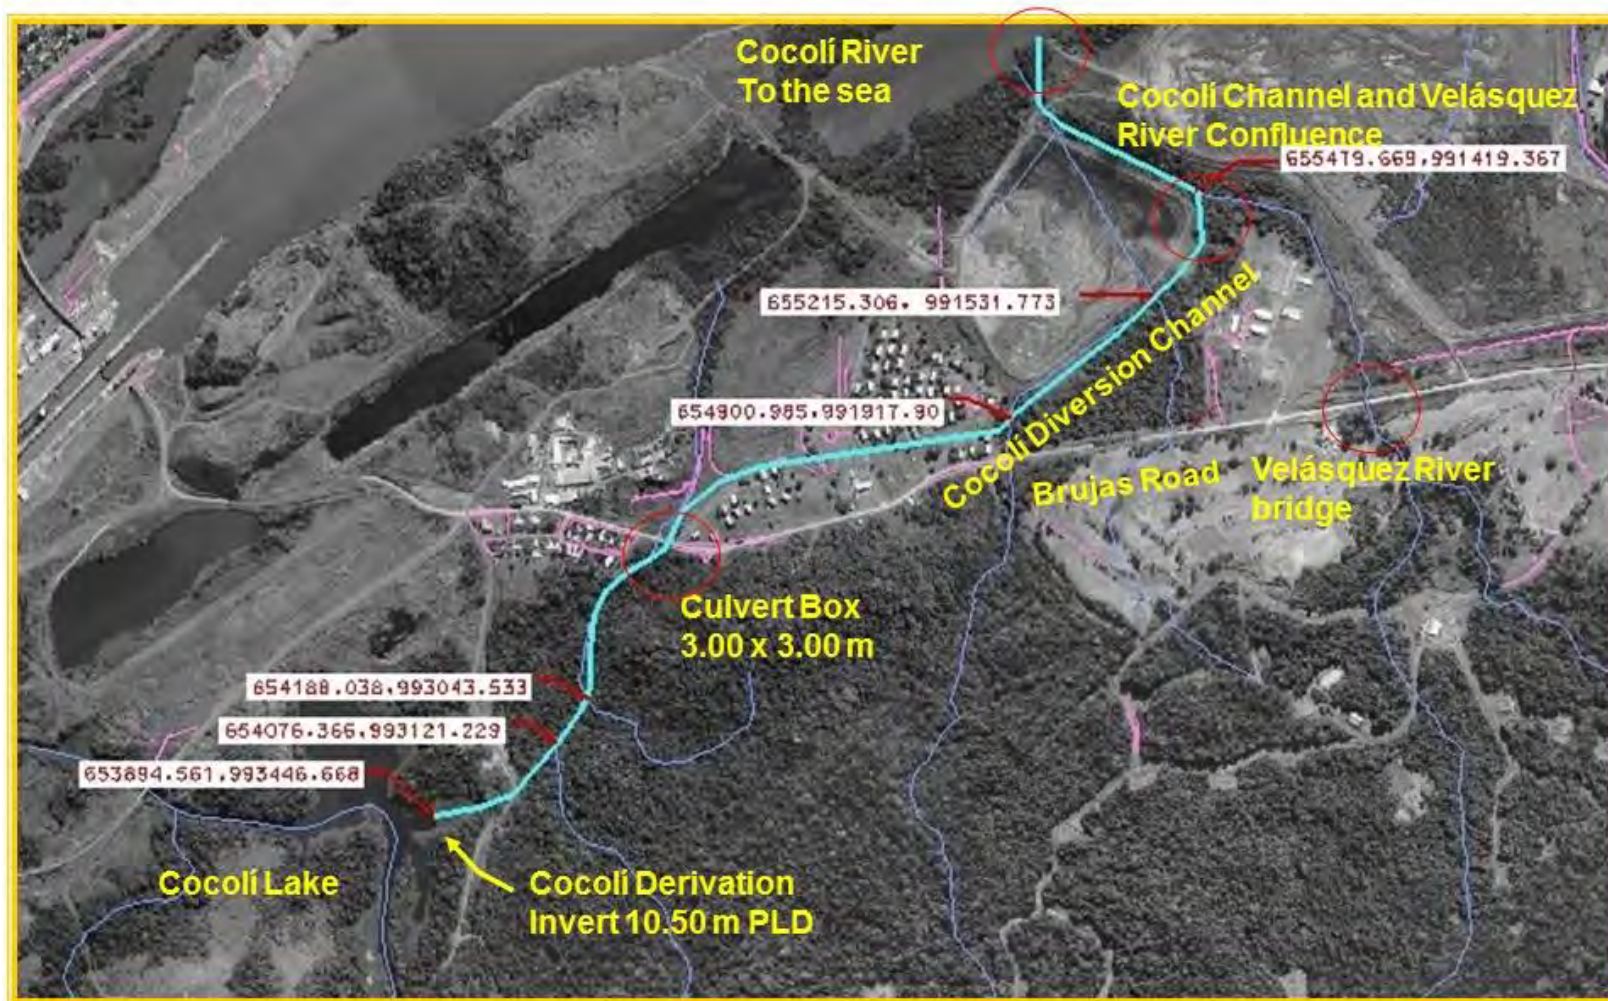 Cocolí River
To the sea
Cocolí Channel and Velásquez
River Confluence
655479.669,991419.367
655215.306, 991531.773
654900.985,991917.90
Cocolí Diversion Channel
Brujas Road
Velásquez River
bridge
Culvert Box
3.00 x 3.00 m
654188.038,993043.533
654076.366,993121.229
653894.561,993446.668
Cocolí Lake
Cocolí Derivation
Invert 10.50 m PLD